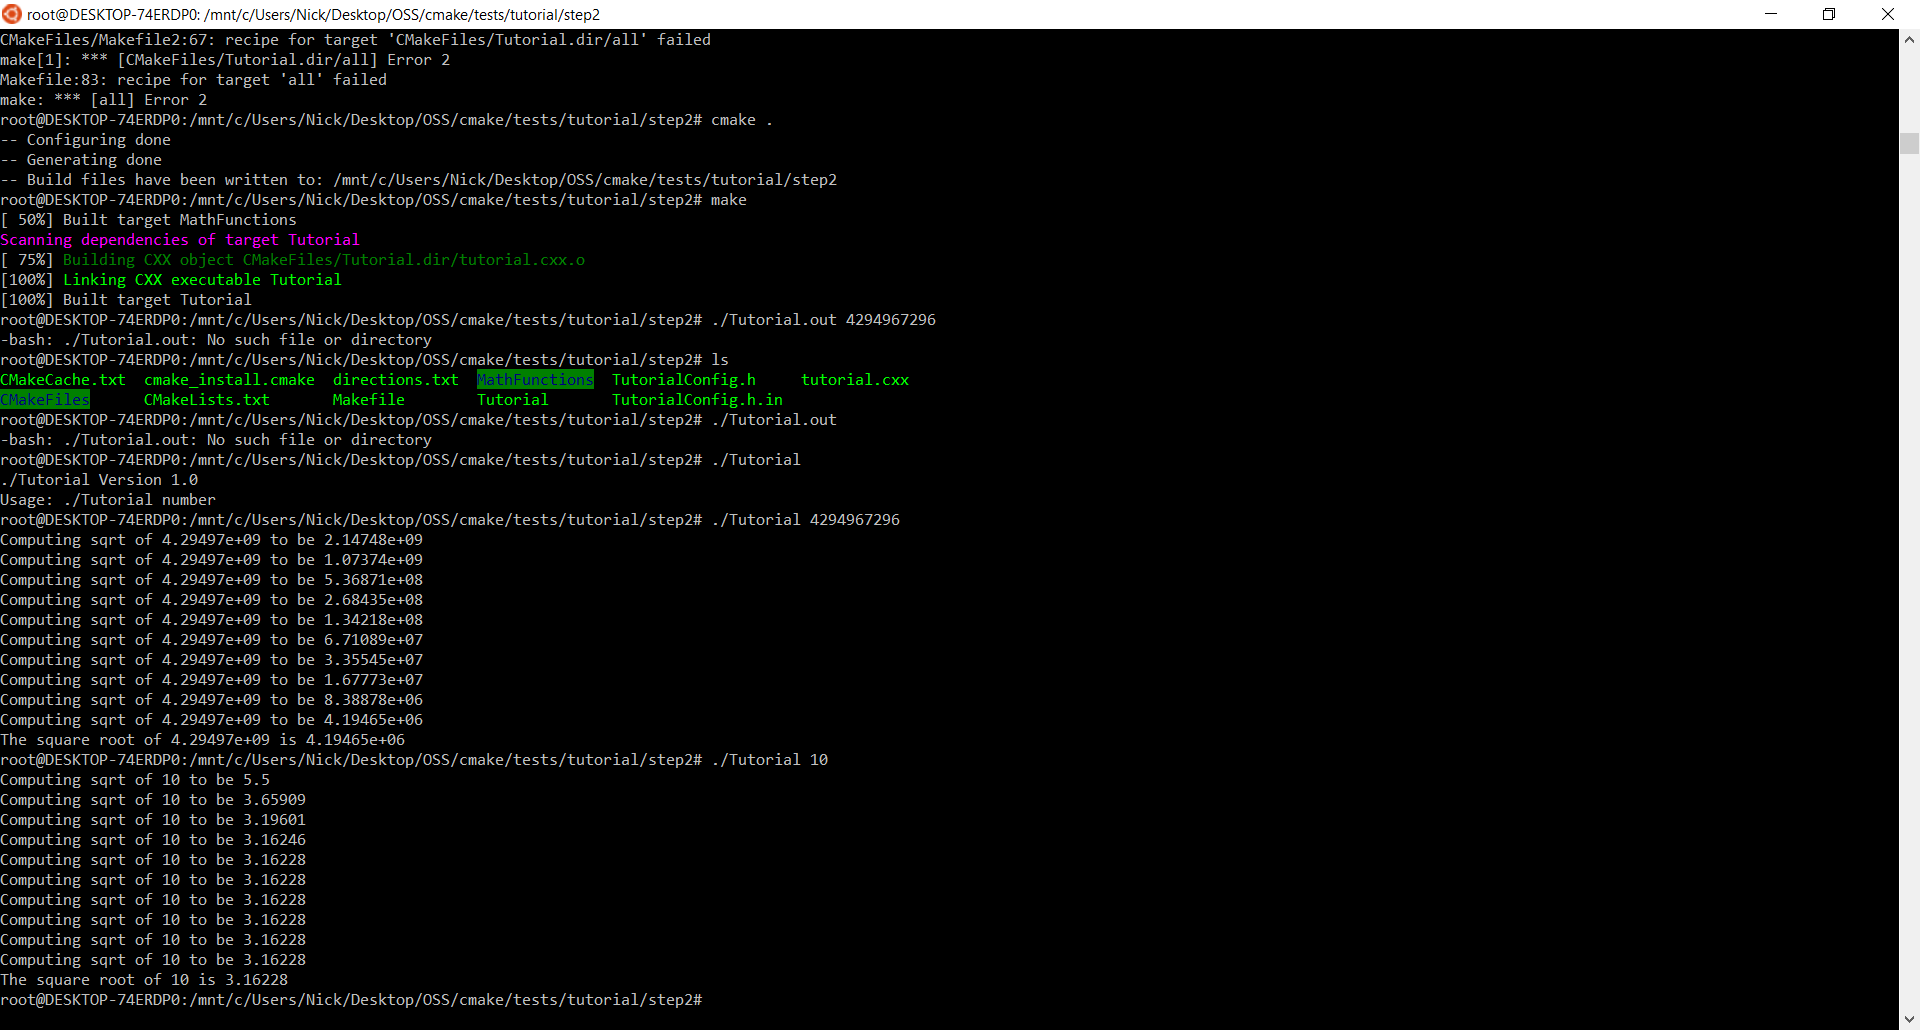 root@DESKTOP-74ERDP0: /mnt/c/Users/Nick/Desktop/OSS/cmake/tests/tutorial/step2
CMakeFiles/Makefile2:67: recipe for target 'CMakeFiles/Tutorial.dir/all' failed
make[1]: *** [CMakeFiles/Tutorial.dir/all] Error 2
Makefile:83: recipe for target 'all' failed
make: *** [all] Error 2
root@DESKTOP-74ERDP0:/mnt/c/Users/Nick/Desktop/OSS/cmake/tests/tutorial/step2# cmake .
-- Configuring done
-- Generating done
-- Build files have been written to: /mnt/c/Users/Nick/Desktop/OSS/cmake/tests/tutorial/step2
root@DESKTOP-74ERDP0:/mnt/c/Users/Nick/Desktop/OSS/cmake/tests/tutorial/step2# make
[ 50%] Built target MathFunctions
Scanning dependencies of target Tutorial
[ 75%] Building CXX object CMakeFiles/Tutorial.dir/tutorial.cxx.o
[100%] Linking CXX executable Tutorial
[100%] Built target Tutorial
root@DESKTOP-74ERDP0:/mnt/c/Users/Nick/Desktop/OSS/cmake/tests/tutorial/step2# ./Tutorial.out 4294967296
-bash: ./Tutorial.out: No such file or directory
root@DESKTOP-74ERDP0:/mnt/c/Users/Nick/Desktop/OSS/cmake/tests/tutorial/step2# ls
CMakeCache.txt  cmake_install.cmake  directions.txt  MathFunctions  TutorialConfig.h     tutorial.cxx
CMakeFiles      CMakeLists.txt       Makefile        Tutorial       TutorialConfig.h.in
root@DESKTOP-74ERDP0:/mnt/c/Users/Nick/Desktop/OSS/cmake/tests/tutorial/step2# ./Tutorial.out
-bash: ./Tutorial.out: No such file or directory
root@DESKTOP-74ERDP0:/mnt/c/Users/Nick/Desktop/OSS/cmake/tests/tutorial/step2# ./Tutorial
./Tutorial Version 1.0
Usage: ./Tutorial number
root@DESKTOP-74ERDP0:/mnt/c/Users/Nick/Desktop/OSS/cmake/tests/tutorial/step2# ./Tutorial 4294967296
Computing sqrt of 4.29497e+09 to be 2.14748e+09
Computing sqrt of 4.29497e+09 to be 1.07374e+09
Computing sqrt of 4.29497e+09 to be 5.36871e+08
Computing sqrt of 4.29497e+09 to be 2.68435e+08
Computing sqrt of 4.29497e+09 to be 1.34218e+08
Computing sqrt of 4.29497e+09 to be 6.71089e+07
Computing sqrt of 4.29497e+09 to be 3.35545e+07
Computing sqrt of 4.29497e+09 to be 1.67773e+07
Computing sqrt of 4.29497e+09 to be 8.38878e+06
Computing sqrt of 4.29497e+09 to be 4.19465e+06
The square root of 4.29497e+09 is 4.19465e+06
root@DESKTOP-74ERDP0:/mnt/c/Users/Nick/Desktop/OSS/cmake/tests/tutorial/step2# ./Tutorial 10
Computing sqrt of 10 to be 5.5
Computing sqrt of 10 to be 3.65909
Computing sqrt of 10 to be 3.19601
Computing sqrt of 10 to be 3.16246
Computing sqrt of 10 to be 3.16228
Computing sqrt of 10 to be 3.16228
Computing sqrt of 10 to be 3.16228
Computing sqrt of 10 to be 3.16228
Computing sqrt of 10 to be 3.16228
Computing sqrt of 10 to be 3.16228
The square root of 10 is 3.16228
root@DESKTOP-74ERDP0:/mnt/c/Users/Nick/Desktop/OSS/cmake/tests/tutorial/step2#